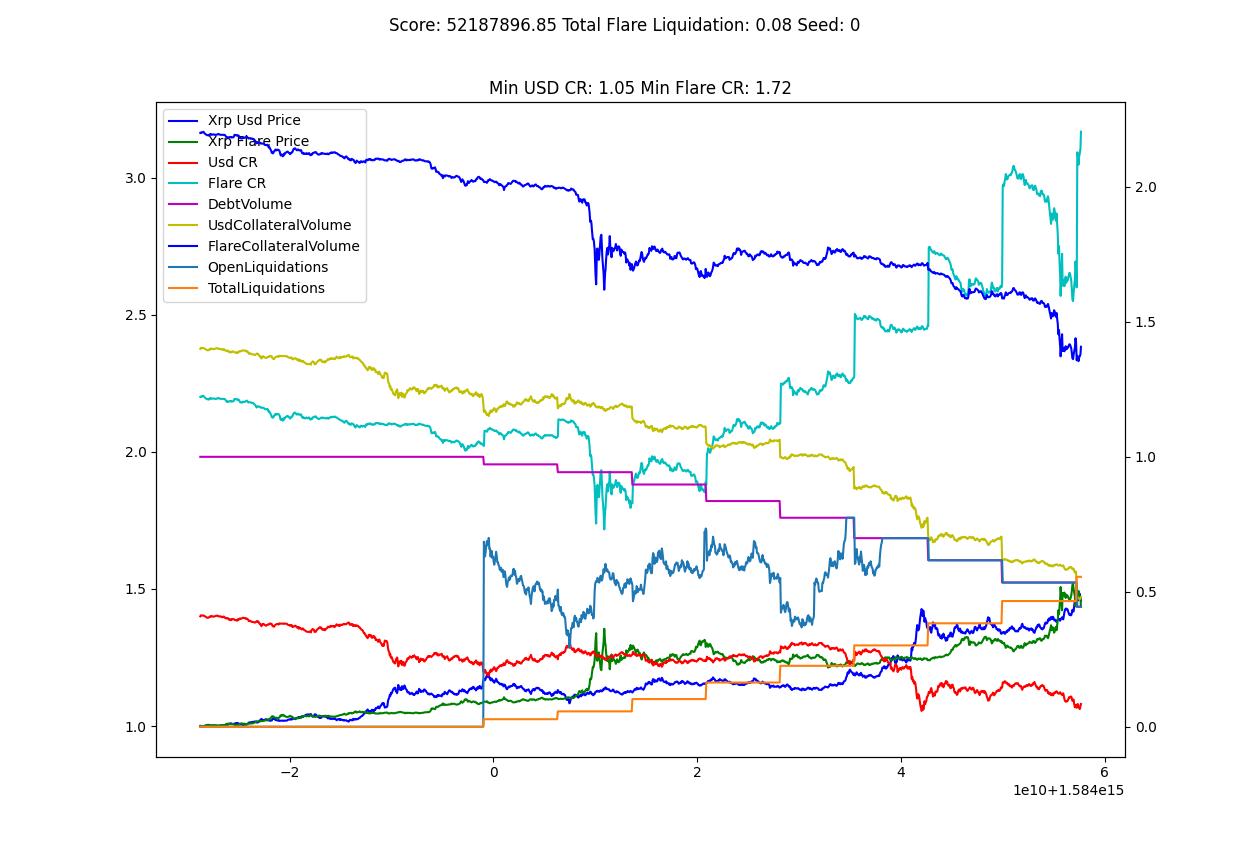 Score: 52187896.85 Total Flare Liquidation: 0.08 Seed: 0
Min USD CR: 1.05 Min Flare CR: 1.72
Xrp Usd Price
Xrp Flare Price
Usd CR
Flare CR
DebtVolume
UsdCollateralVolume
FlareCollateralVolume
OpenLiquidations
TotalLiquidations
3.0
2.5
2.0
1.5
1.0
2.0
1.5
1.0
0.5
0.0
−2
0
2
4
6
1e10+1.584e15